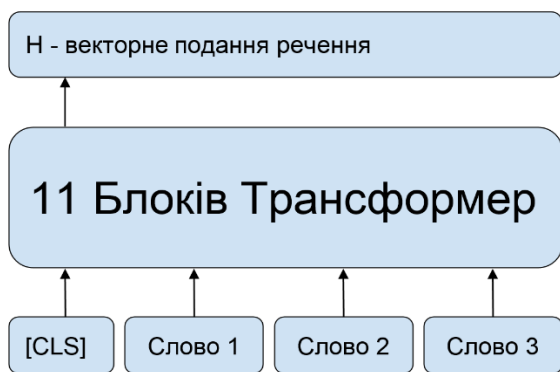 H - векторне подання речення
11 Блоків Трансформер
[CLS]
Слово 1
Слово 2
Слово 3